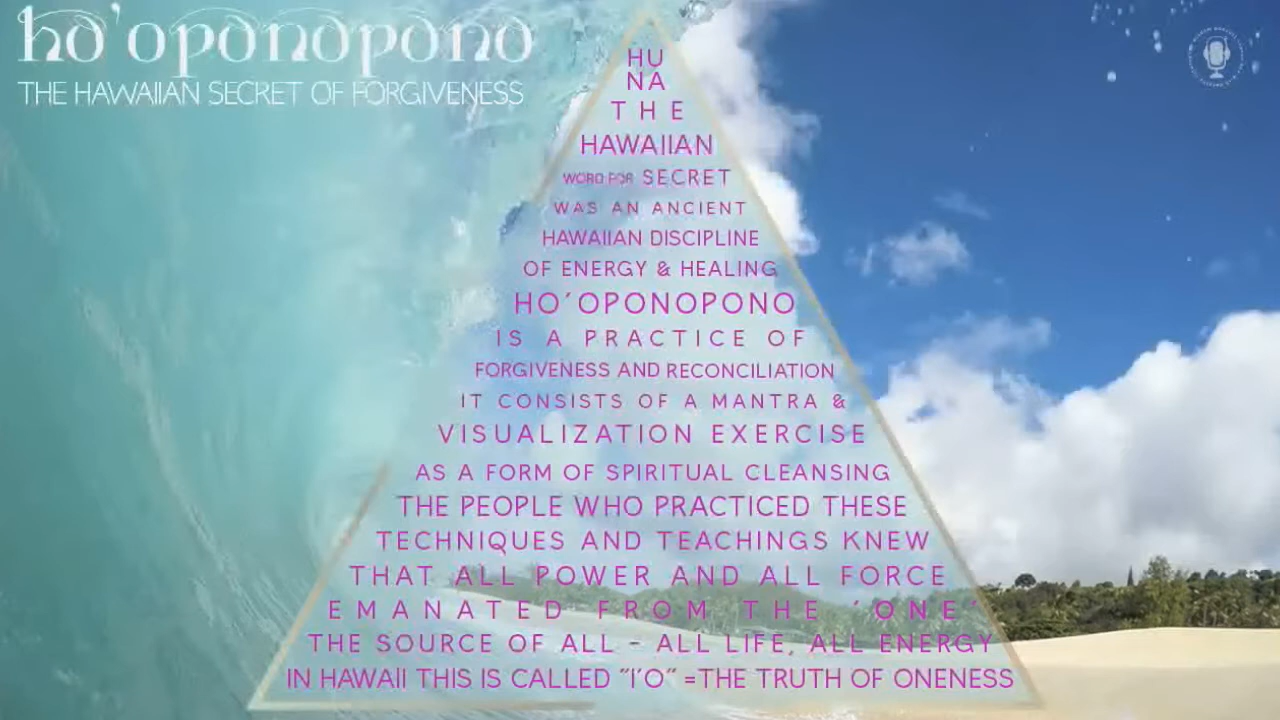 ho'oponopono
THE HAWAIIAN SECRET OF FORGIVENESS
HU
NA
THE
HAWAIIAN
WORD FOR SECRET
WAS AN ANCIENT
HAWAIIAN DISCIPLINE
OF ENERGY & HEALING
HO´OPONOPONO
IS A PRACTICE OF
FORGIVENESS AND RECONCILIATION
IT CONSISTS OF A MANTRA &
VISUALIZATION EXERCISE
AS A FORM OF SPIRITUAL CLEANSING
THE PEOPLE WHO PRACTICED THESE
TECHNIQUES AND TEACHINGS KNEW
THAT ALL POWER AND ALL FORCE
EMANATED FROM THE ´ONE´
THE SOURCE OF ALL - ALL LIFE, ALL ENERGY
IN HAWAII THIS IS CALLED "I'O" =THE TRUTH OF ONENESS